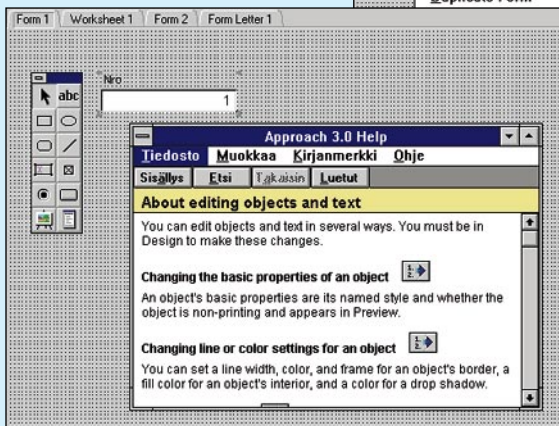 Duplicate Form
Form 1 Worksheet 1 Form 2 Form Letter 1
abc
Nro
1
Approach 3.0 Help
Tiedosto Muokkaa Kirjanmerkki Ohje
Sisällys Etsi Takaisin Luetut
About editing objects and text
You can edit objects and text in several ways. You must be in
Design to make these changes.
Changing the basic properties of an object
An object's basic properties are its named style and whether the
object is non-printing and appears in Preview.
Changing line or color settings for an object
You can set a line width, color, and frame for an object's border, a
fill color for an object's interior, and a color for a drop shadow.